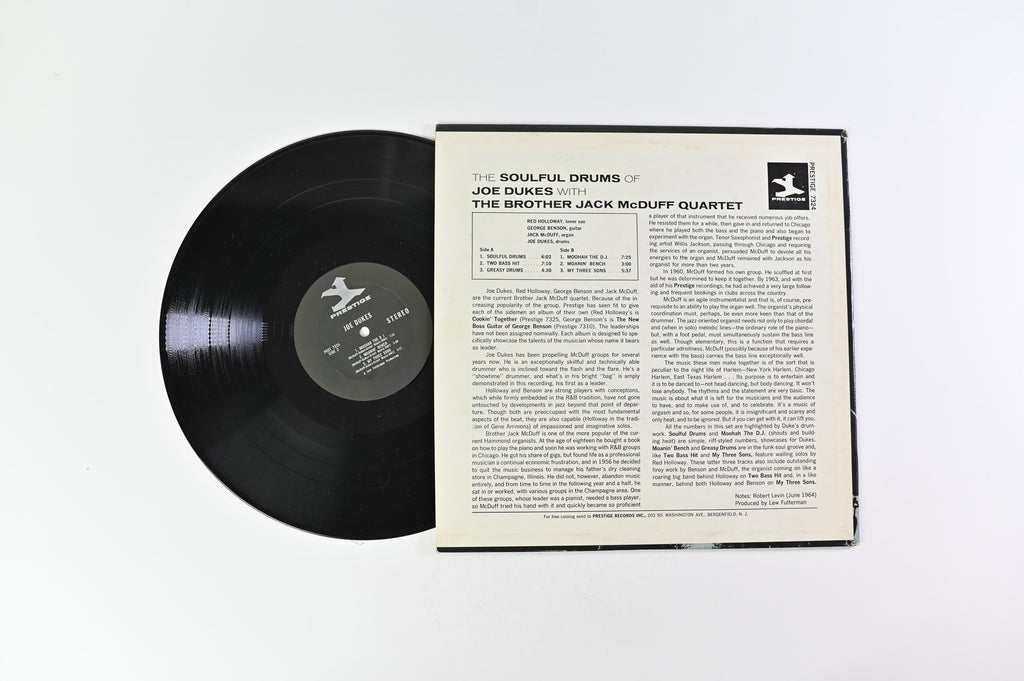 PRESTIGE
JOE DUKES
STEREO
THE SOULFUL DRUMS OF
JOE DUKES WITH
THE BROTHER JACK McDUFF QUARTET
PRESTIGE
PRESTIGE 7324
RED HOLLOWAY, tenor sax
GEORGE BENSON, guitar
JACK McDUFF, organ
JOE DUKES, drums
Side A
1. SOULFUL DRUMS . . . . 6:02
2. TWO BASS HIT . . . . 7:10
3. GREASY DRUMS . . . . 4:20
Side B
1. MOOHAH THE D.J. . . . 7:25
2. MOANIN' BENCH . . . . 3:00
3. MY THREE SONS . . . . 5:37
Joe Dukes, Red Holloway, George Benson and Jack McDuff,
are the current Brother Jack McDuff quartet. Because of the in-
creasing popularity of the group, Prestige has seen fit to give
each of the sidemen an album of their own (Red Holloway's is
Cookin' Together (Prestige 7325, George Benson's is The New
Boss Guitar of George Benson (Prestige 7310). The leaderships
have not been assigned nominally. Each album is designed to spe-
cifically showcase the talents of the musician whose name it bears
as leader.
Joe Dukes has been propelling McDuff groups for several
years now. He is an exceptionally skillful and technically able
drummer who is inclined toward the flash and the flare. He's a
"showtime" drummer, and what's in his bright "bag" is amply
demonstrated in this recording, his first as a leader.
Holloway and Benson are strong players with conceptions,
which while firmly embedded in the R&B tradition, have not gone
untouched by developments in jazz beyond that point of depar-
ture. Though both are preoccupied with the most fundamental
aspects of the beat, they are also capable (Holloway in the tradi-
tion of Gene Ammons) of impassioned and imaginative solos.
Brother Jack McDuff is one of the more popular of the cur-
rent Hammond organists. At the age of eighteen he bought a book
on how to play the piano and soon he was working with R&B groups
in Chicago. He got his share of gigs, but found life as a professional
musician a continual economic frustration, and in 1956 he decided
to quit the music business to manage his father's dry cleaning
store in Champagne, Illinois. He did not, however, abandon music
entirely, and from time to time in the following year and a half, he
sat in or worked, with various groups in the Champagne area. One
of these groups, whose leader was a pianist, needed a bass player,
so McDuff tried his hand with it and quickly became so proficient
a player of that instrument that he received numerous job offers.
He resisted them for a while, then gave in and returned to Chicago
where he played both the bass and the piano and also began to
experiment with the organ. Tenor Saxophonist and Prestige record-
ing artist Willis Jackson, passing through Chicago and requiring
the services of an organist, persuaded McDuff to devote all his
energies to the organ and McDuff remained with Jackson as his
organist for more than two years.
In 1960, McDuff formed his own group. He scuffled at first
but he was determined to keep it together. By 1963, and with the
aid of his Prestige recordings, he had achieved a very large follow-
ing and frequent bookings in clubs across the country.
McDuff is an agile instrumentalist and that is, of course, pre-
requisite to an ability to play the organ well. The organist's physical
coordination must, perhaps, be even more keen than that of the
drummer. The jazz-oriented organist needs not only to play chordal
and (when in solo) melodic lines—the ordinary role of the piano—
but, with a foot pedal, must simultaneously sustain the bass line
as well. Though elementary, this is a function that requires a
particular adroitness. McDuff (possibly because of his earlier expe-
rience with the bass) carries the bass line exceptionally well.
The music these men make together is of the sort that is
peculiar to the night life of Harlem—New York Harlem, Chicago
Harlem, East Texas Harlem . . . Its purpose is to entertain and
it is to be danced to—not head dancing, but body dancing. It won't
lose anybody. The rhythms and the statement are very basic. The
music is about what it is left for the musicians and the audience
to have, and to make use of, and to celebrate. It's a music of
orgasm and so, for some people, it is insignificant and scarey and
only heat, and to be ignored. But if you can get with it, it can lift you.
All the numbers in this set are highlighted by Duke's drum-
work. Soulful Drums and Moohah The D.J. (shouts and build-
ing heat) are simple, riff-styled numbers, showcases for Dukes.
Moanin' Bench and Greasy Drums are in the funk-soul groove and,
like Two Bass Hit and My Three Sons, feature wailing solos by
Red Holloway. These latter three tracks also include outstanding
firey work by Benson and McDuff, the organist coming on like a
roaring big band behind Holloway on Two Bass Hit and, in a like
manner, behind both Holloway and Benson on My Three Sons.
Notes: Robert Levin (June 1964)
Produced by Lew Futterman
For free catalog send to PRESTIGE RECORDS INC., 203 SO. WASHINGTON AVE., BERGENFIELD, N. J.